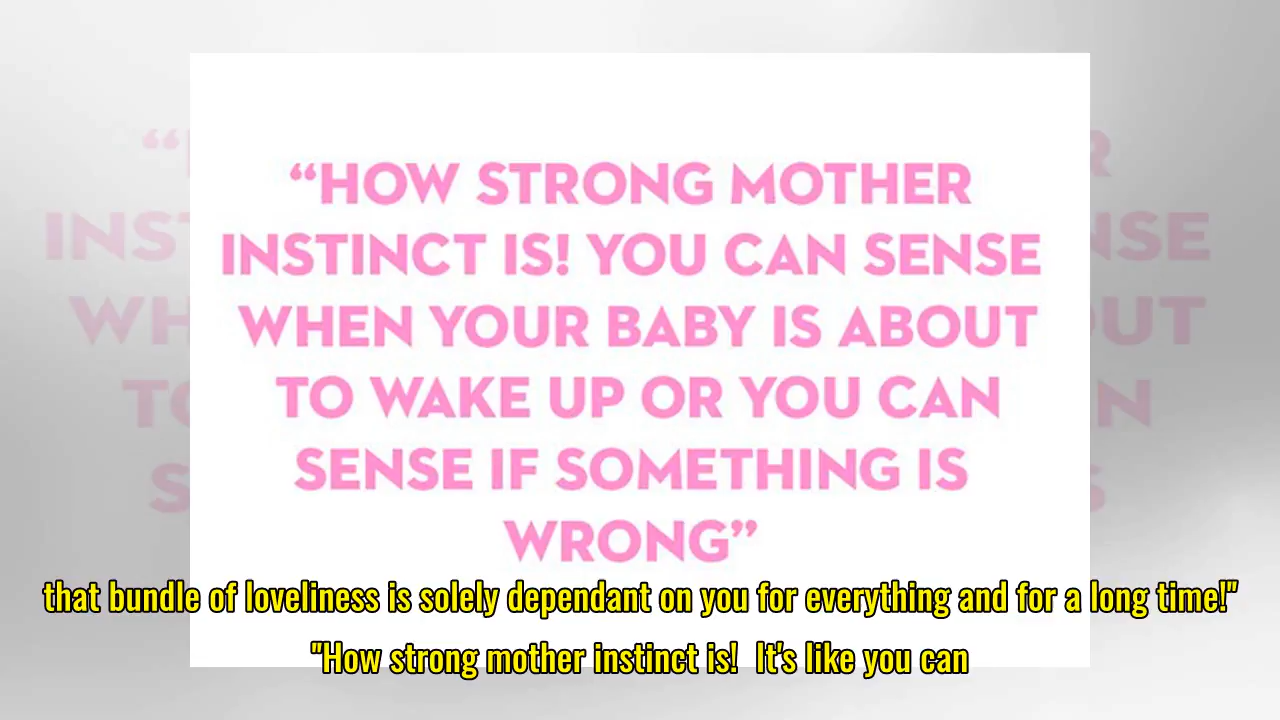 “HOW STRONG MOTHER
INSTINCT IS! YOU CAN SENSE
WHEN YOUR BABY IS ABOUT
TO WAKE UP OR YOU CAN
SENSE IF SOMETHING IS
WRONG”
that bundle of loveliness is solely dependant on you for everything and for a long time!"
"How strong mother instinct is!  It's like you can